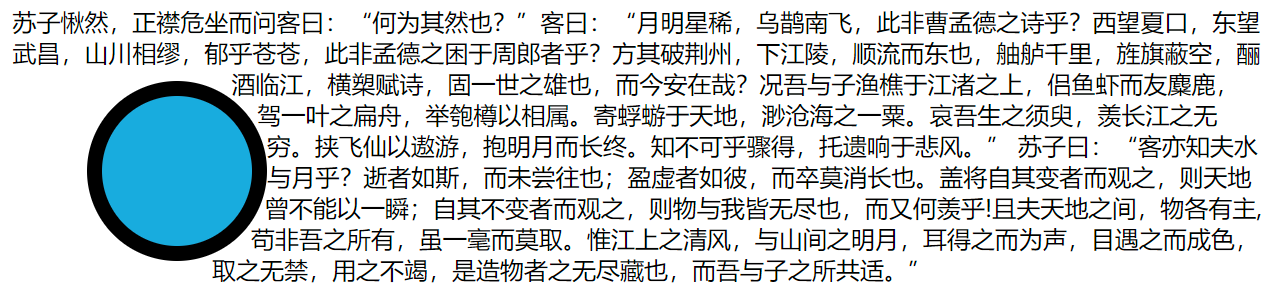 苏子愀然，正襟危坐而问客曰：“何为其然也？”客曰：“月明星稀，乌鹊南飞，此非曹孟德之诗乎？西望夏口，东望
武昌，山川相缪，郁乎苍苍，此非孟德之困于周郎者乎？方其破荆州，下江陵，顺流而东也，舳舻千里，旌旗蔽空，酾
酒临江，横槊赋诗，固一世之雄也，而今安在哉？况吾与子渔樵于江渚之上，侣鱼虾而友麋鹿，
驾一叶之扁舟，举匏樽以相属。寄蜉蝣于天地，渺沧海之一粟。哀吾生之须臾，羡长江之无
穷。挟飞仙以遨游，抱明月而长终。知不可乎骤得，托遗响于悲风。” 苏子曰：“客亦知夫水
与月乎？逝者如斯，而未尝往也；盈虚者如彼，而卒莫消长也。盖将自其变者而观之，则天地
曾不能以一瞬；自其不变者而观之，则物与我皆无尽也，而又何羡乎!且夫天地之间，物各有主,
苟非吾之所有，虽一毫而莫取。惟江上之清风，与山间之明月，耳得之而为声，目遇之而成色，
取之无禁，用之不竭，是造物者之无尽藏也，而吾与子之所共适。”